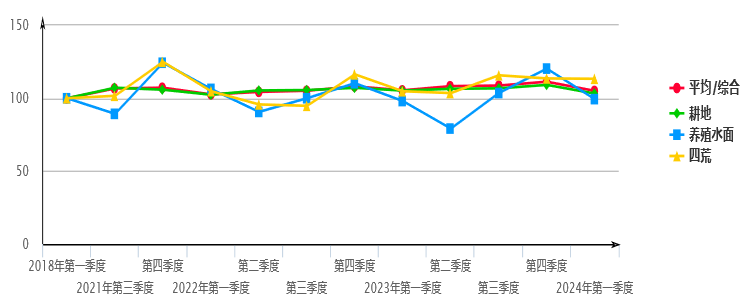 150
100
50
0
平均/综合
耕地
养殖水面
四荒
2018年第一季度 第四季度 第二季度 第四季度 第二季度 第四季度
2021年第三季度 2022年第一季度 第三季度 2023年第一季度 第三季度 2024年第一季度